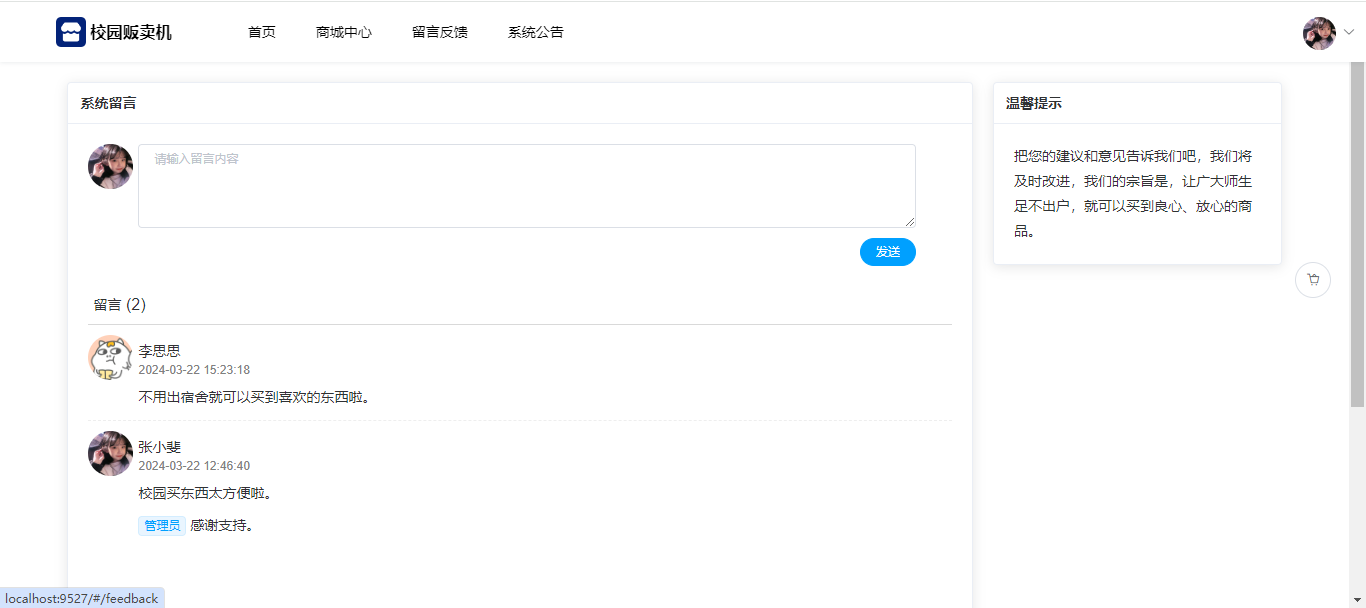 校园贩卖机
首页 商城中心 留言反馈 系统公告
系统留言
请输入留言内容
发送
留言 (2)
李思思
2024-03-22 15:23:18
不用出宿舍就可以买到喜欢的东西啦。
张小斐
2024-03-22 12:46:40
校园买东西太方便啦。
管理员 感谢支持。
温馨提示
把您的建议和意见告诉我们吧，我们将
及时改进，我们的宗旨是，让广大师生
足不出户，就可以买到良心、放心的商
品。
localhost:9527/#/feedback